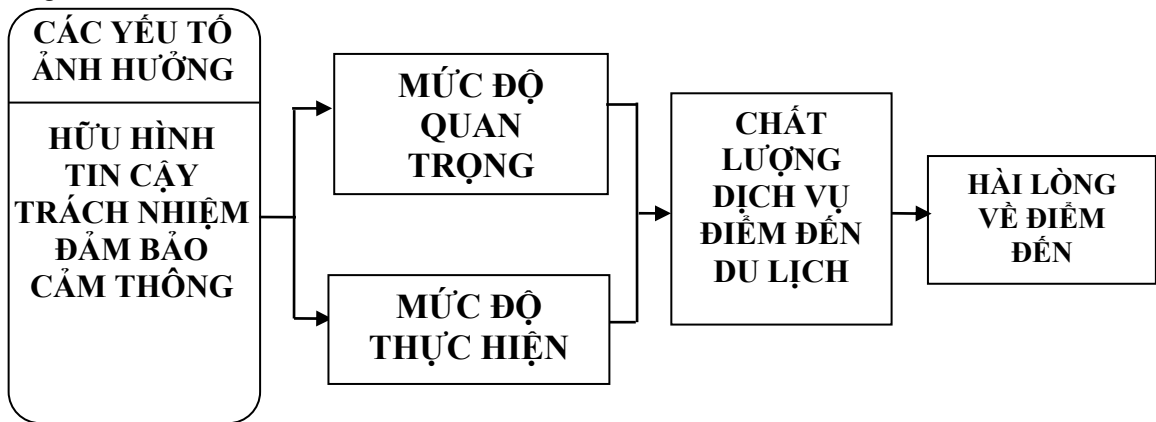 CÁC YẾU TỐ
ẢNH HƯỞNG
HỮU HÌNH
TIN CẬY
TRÁCH NHIỆM
ĐẢM BẢO
CẢM THÔNG
MỨC ĐỘ
QUAN
TRỌNG
MỨC ĐỘ
THỰC HIỆN
CHẤT
LƯỢNG
DỊCH VỤ
ĐIỂM ĐẾN
DU LỊCH
HÀI LÒNG
VỀ ĐIỂM
ĐẾN